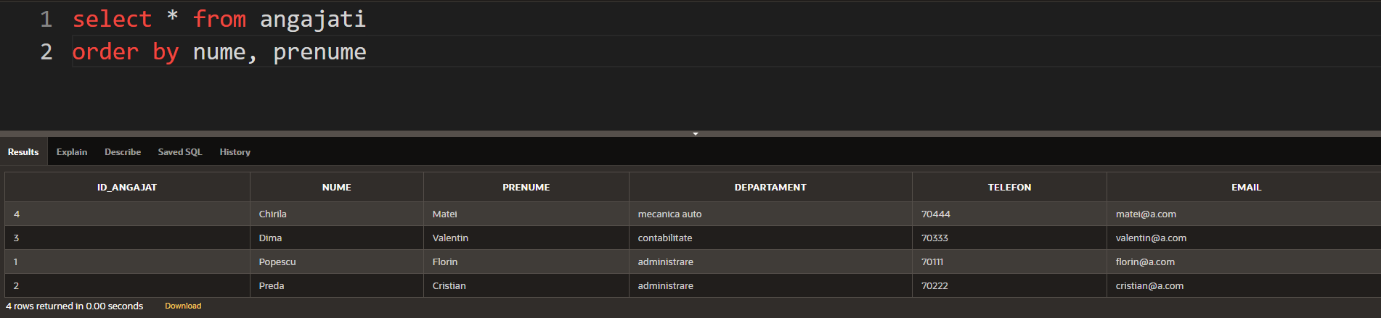 1 select * from angajati
2 order by nume, prenume
Results Explain Describe Saved SQL History
ID_ANGAJAT NUME PRENUME DEPARTAMENT TELEFON EMAIL
4 Chirila Matei mecanica auto 70444 matei@a.com
3 Dima Valentin contabilitate 70333 valentin@a.com
1 Popescu Florin administrare 70111 florin@a.com
2 Preda Cristian administrare 70222 cristian@a.com
4 rows returned in 0.00 seconds Download